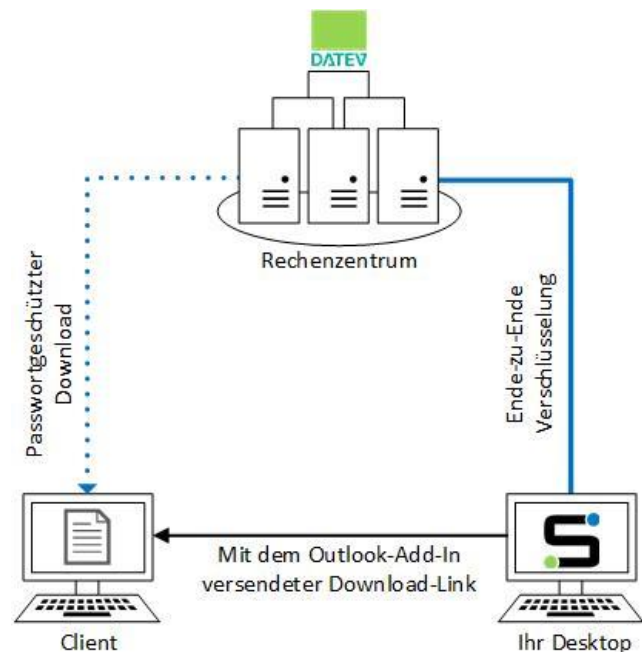 DATEV
Rechenzentrum
Passwortgeschützter
Download
Ende-zu-Ende
Verschlüsselung
Mit dem Outlook-Add-In
versendeter Download-Link
Client
Ihr Desktop